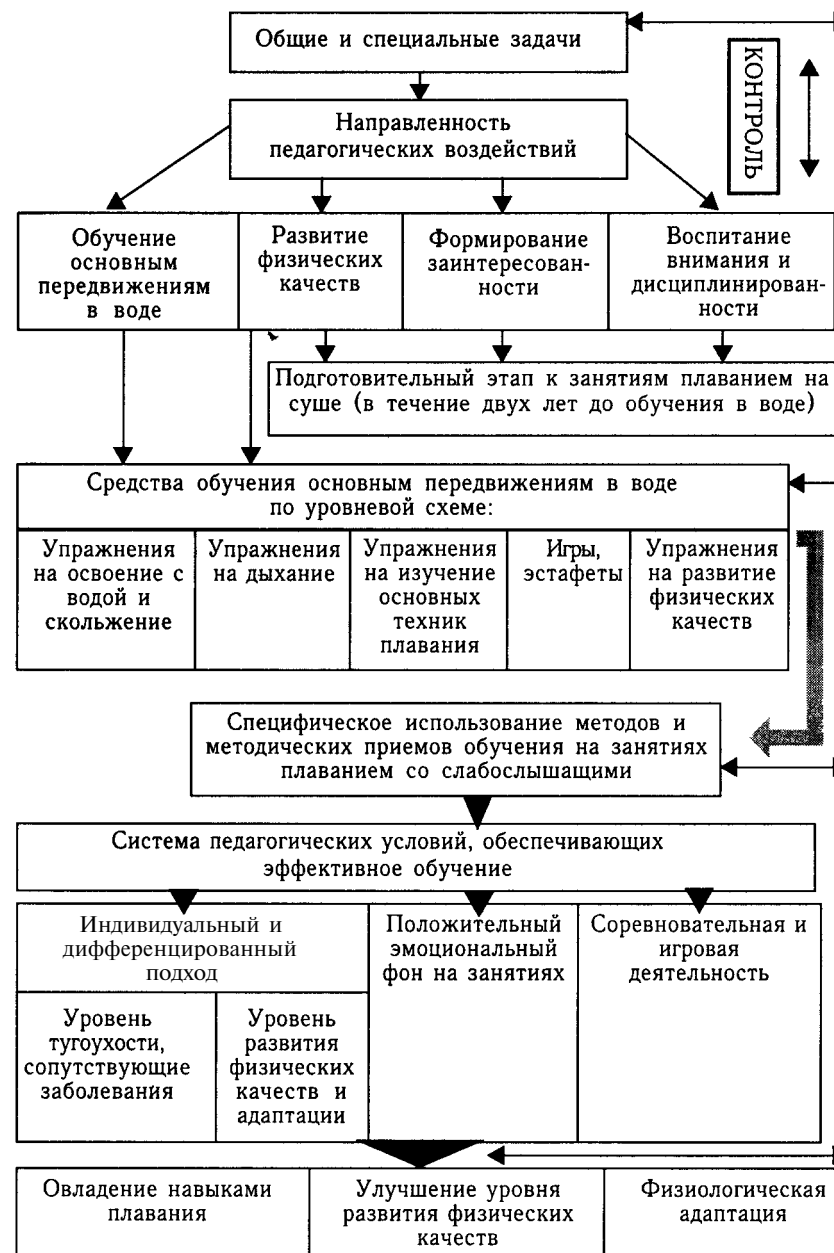 Общие и специальные задачи
КОНТРОЛЬ
Направленность
педагогических воздействий
Обучение
основным
передвижениям
в воде
Развитие
физических
качеств
Формирование
заинтересован-
ности
Воспитание
внимания и
дисциплинирован-
ности
Подготовительный этап к занятиям плаванием на
суше (в течение двух лет до обучения в воде)
Средства обучения основным передвижениям в воде
по уровневой схеме:
Упражнения
на освоение с
водой и
скольжение
Упражнения
на дыхание
Упражнения
на изучение
основных
техник
плавания
Игры,
эстафеты
Упражнения
на развитие
физических
качеств
Специфическое использование методов и
методических приемов обучения на занятиях
плаванием со слабослышащими
Система педагогических условий, обеспечивающих
эффективное обучение
Индивидуальный и
дифференцированный
подход
Уровень
тугоухости,
сопутствующие
заболевания
Уровень
развития
физических
качеств и
адаптации
Положительный
эмоциональный
фон на занятиях
Соревновательная и
игровая
деятельность
Овладение навыками
плавания
Улучшение уровня
развития физических
качеств
Физиологическая
адаптация